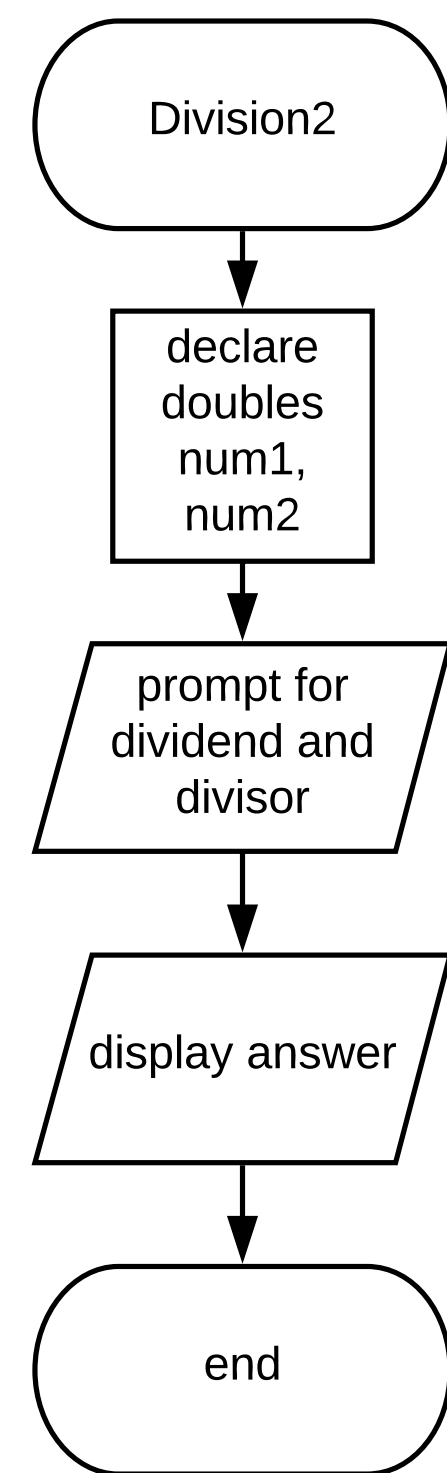 Division2
declare
doubles
num1,
num2
prompt for
dividend and
divisor
display answer
end